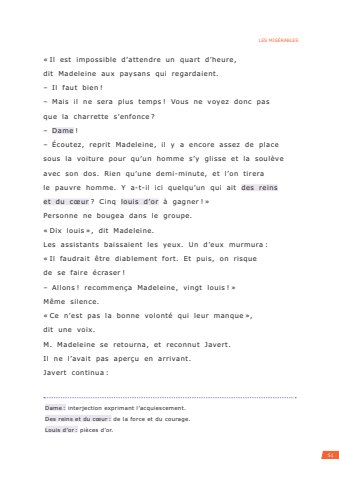 LES MISÉRABLES
« Il est impossible d'attendre un quart d'heure,
dit Madeleine aux paysans qui regardaient.
– Il faut bien !
– Mais il ne sera plus temps ! Vous ne voyez donc pas
que la charrette s'enfonce ?
– Dame !
– Écoutez, reprit Madeleine, il y a encore assez de place
sous la voiture pour qu'un homme s'y glisse et la soulève
avec son dos. Rien qu'une demi-minute, et l'on tirera
le pauvre homme. Y a-t-il ici quelqu'un qui ait des reins
et du cœur ? Cinq louis d'or à gagner ! »
Personne ne bougea dans le groupe.
« Dix louis », dit Madeleine.
Les assistants baissaient les yeux. Un d'eux murmura :
« Il faudrait être diablement fort. Et puis, on risque
de se faire écraser !
– Allons ! recommença Madeleine, vingt louis ! »
Même silence.
« Ce n'est pas la bonne volonté qui leur manque »,
dit une voix.
M. Madeleine se retourna, et reconnut Javert.
Il ne l'avait pas aperçu en arrivant.
Javert continua :
Dame : interjection exprimant l'acquiescement.
Des reins et du cœur : de la force et du courage.
Louis d'or : pièces d'or.